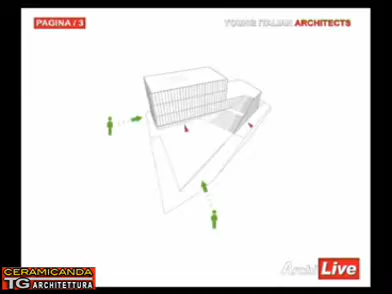 PAGINA / 3
YOUNG ITALIAN ARCHITECTS
Archi Live
CERAMICANDA
TG ARCHITETTURA